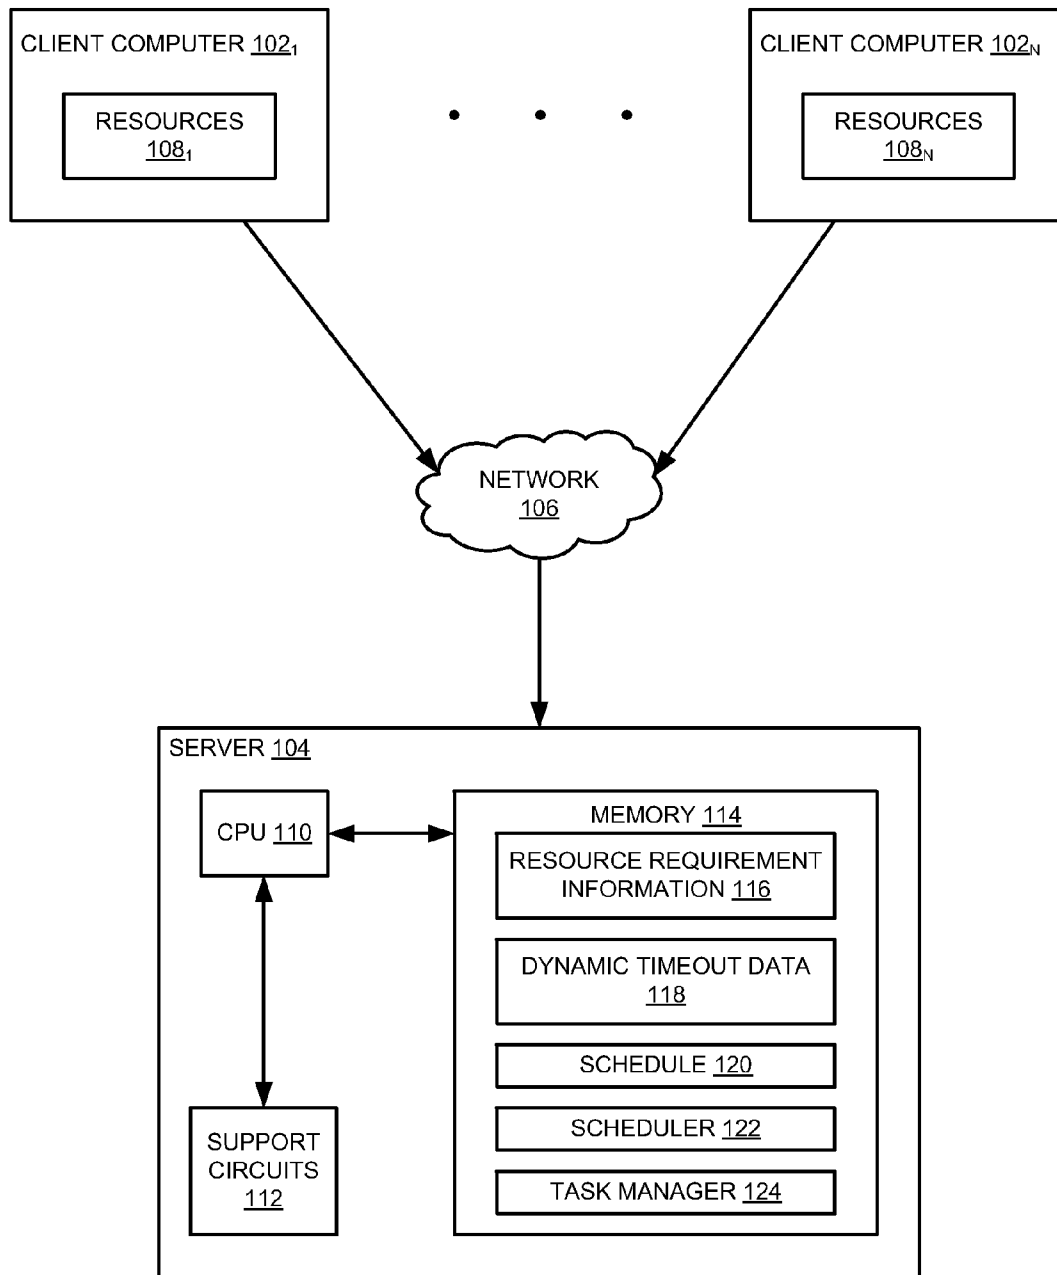 CLIENT COMPUTER 102₁
RESOURCES
108₁
CLIENT COMPUTER 102ₙ
RESOURCES
108ₙ
NETWORK
106
SERVER 104
CPU 110
SUPPORT
CIRCUITS
112
MEMORY 114
RESOURCE REQUIREMENT
INFORMATION 116
DYNAMIC TIMEOUT DATA
118
SCHEDULE 120
SCHEDULER 122
TASK MANAGER 124